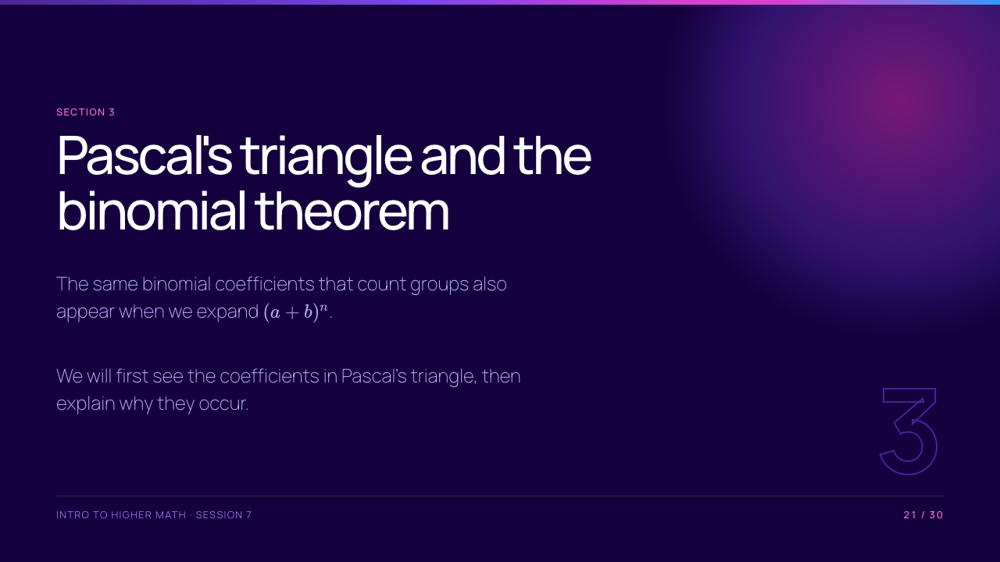 SECTION 3
Pascal's triangle and the
binomial theorem
The same binomial coefficients that count groups also
appear when we expand $(a + b)^n$.
We will first see the coefficients in Pascal's triangle, then
explain why they occur.
3
INTRO TO HIGHER MATH · SESSION 7
21 / 30